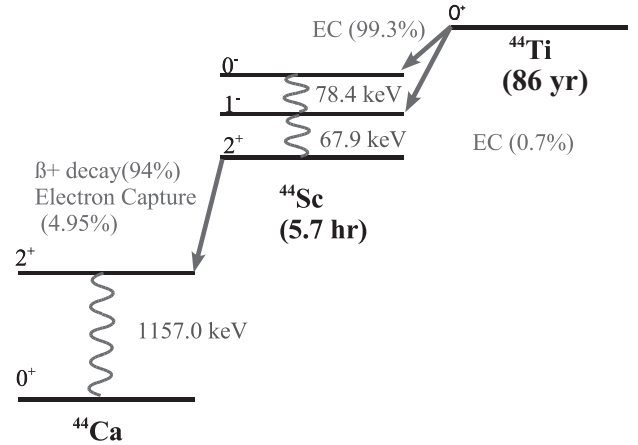 0⁺
EC (99.3%)
⁴⁴Ti
(86 yr)
0⁻
78.4 keV
1⁻
67.9 keV
EC (0.7%)
2⁺
ß+ decay(94%)
Electron Capture
(4.95%)
⁴⁴Sc
(5.7 hr)
2⁺
1157.0 keV
0⁺
⁴⁴Ca